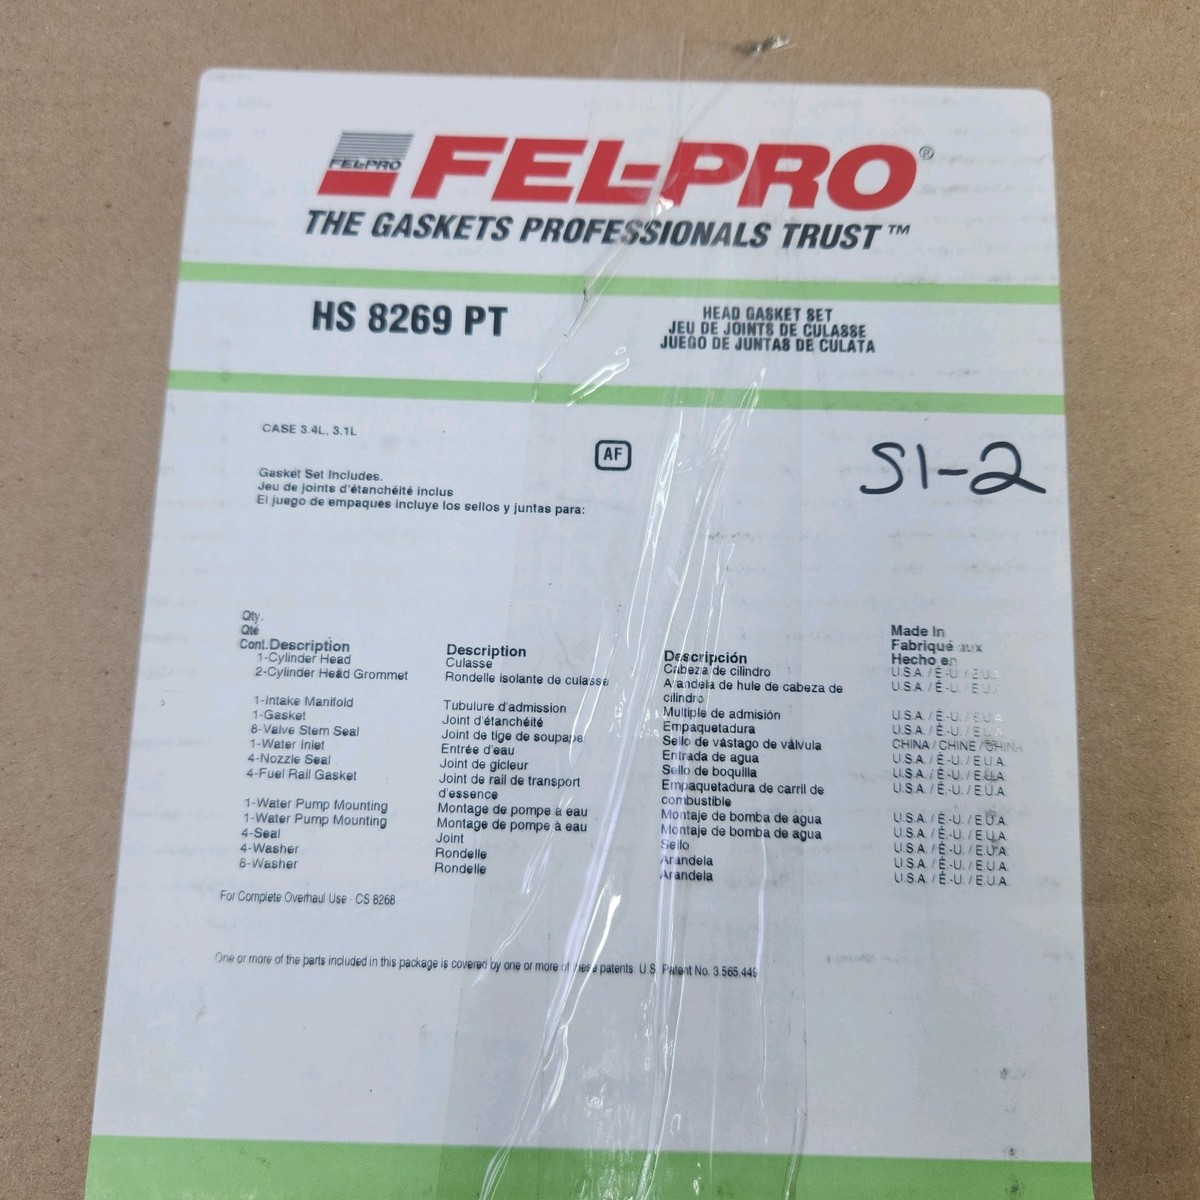 FEL-PRO
FEL-PRO®
THE GASKETS PROFESSIONALS TRUST™
HS 8269 PT
HEAD GASKET SET
JEU DE JOINTS DE CULASSE
JUEGO DE JUNTAS DE CULATA
CASE 3.4L, 3.1L
AF
S1-2
Gasket Set Includes.
Jeu de joints d'étanchéité inclus
El juego de empaques incluye los sellos y juntas para:
Qty.
Qté
Cont. Description
1-Cylinder Head
2-Cylinder Head Grommet
1-Intake Manifold
1-Gasket
8-Valve Stem Seal
1-Water inlet
4-Nozzle Seal
4-Fuel Rail Gasket
1-Water Pump Mounting
1-Water Pump Mounting
4-Seal
4-Washer
8-Washer
Description
Culasse
Rondelle isolante de culasse
Tubulure d'admission
Joint d'étanchéité
Joint de tige de soupape
Entrée d'eau
Joint de gicleur
Joint de rail de transport
d'essence
Montage de pompe à eau
Montage de pompe à eau
Joint
Rondelle
Rondelle
Descripción
Cabeza de cilindro
Arandela de hule de cabeza de
cilindro
Multiple de admisión
Empaquetadura
Sello de vástago de válvula
Entrada de agua
Sello de boquilla
Empaquetadura de carril de
combustible
Montaje de bomba de agua
Montaje de bomba de agua
Sello
Arandela
Arandela
Made In
Fabriqué aux
Hecho en
U.S.A. / É.-U. / E.U.A.
U.S.A. / É.-U. / E.U.A.
U.S.A. / É.-U. / E.U.A.
U.S.A. / É.-U. / E.U.A.
CHINA / CHINE / CHINA
U.S.A. / É.-U. / E.U.A.
U.S.A. / É.-U. / E.U.A.
U.S.A. / É.-U. / E.U.A.
U.S.A. / É.-U. / E.U.A.
U.S.A. / É.-U. / E.U.A.
U.S.A. / É.-U. / E.U.A.
U.S.A. / É.-U. / E.U.A.
U.S.A. / É.-U. / E.U.A.
For Complete Overhaul Use - CS 8268
One or more of the parts included in this package is covered by one or more of these patents. U.S. Patent No. 3,565,449